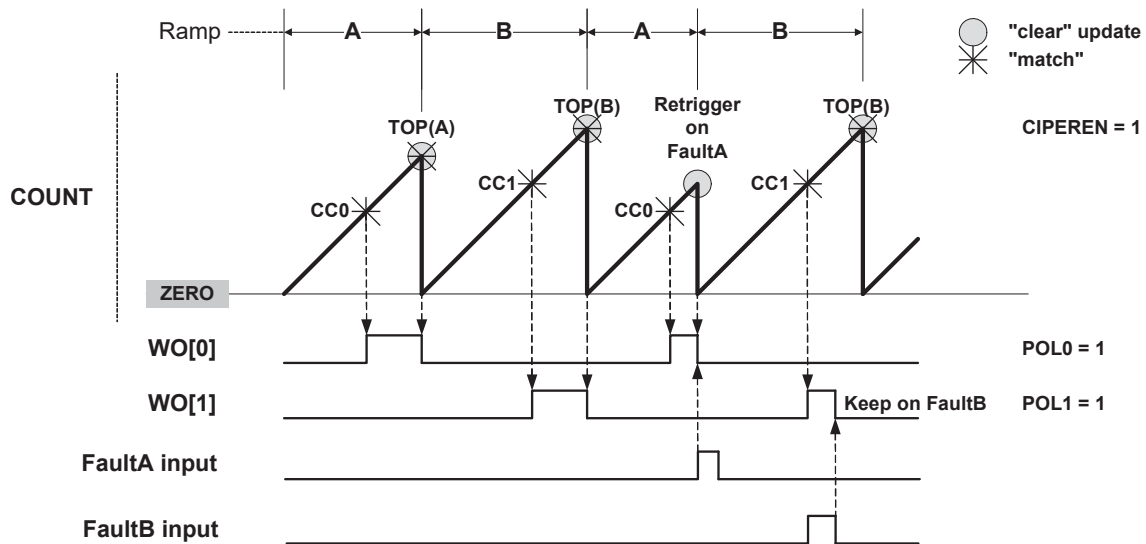 Ramp A B A B "clear" update
"match"
TOP(A) TOP(B) Retrigger on FaultA TOP(B) CIPEREN = 1
COUNT
CC0 CC1 CC0 CC1
ZERO
WO[0] POL0 = 1
WO[1] Keep on FaultB POL1 = 1
FaultA input
FaultB input